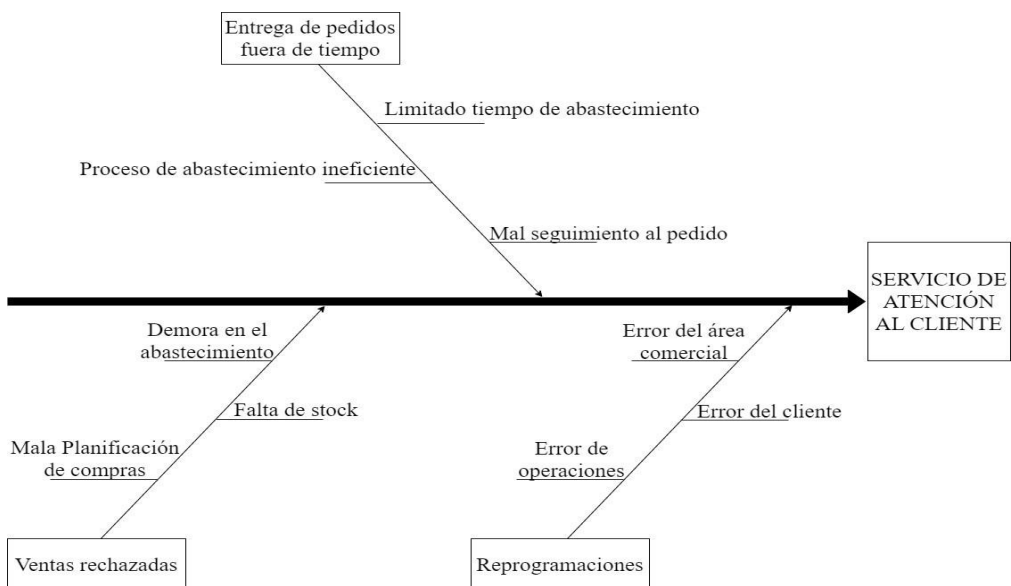 Entrega de pedidos
fuera de tiempo
Limitado tiempo de abastecimiento
Proceso de abastecimiento ineficiente
Mal seguimiento al pedido
SERVICIO DE
ATENCIÓN
AL CLIENTE
Demora en el
abastecimiento
Falta de stock
Mala Planificación
de compras
Ventas rechazadas
Error del área
comercial
Error del cliente
Error de
operaciones
Reprogramaciones